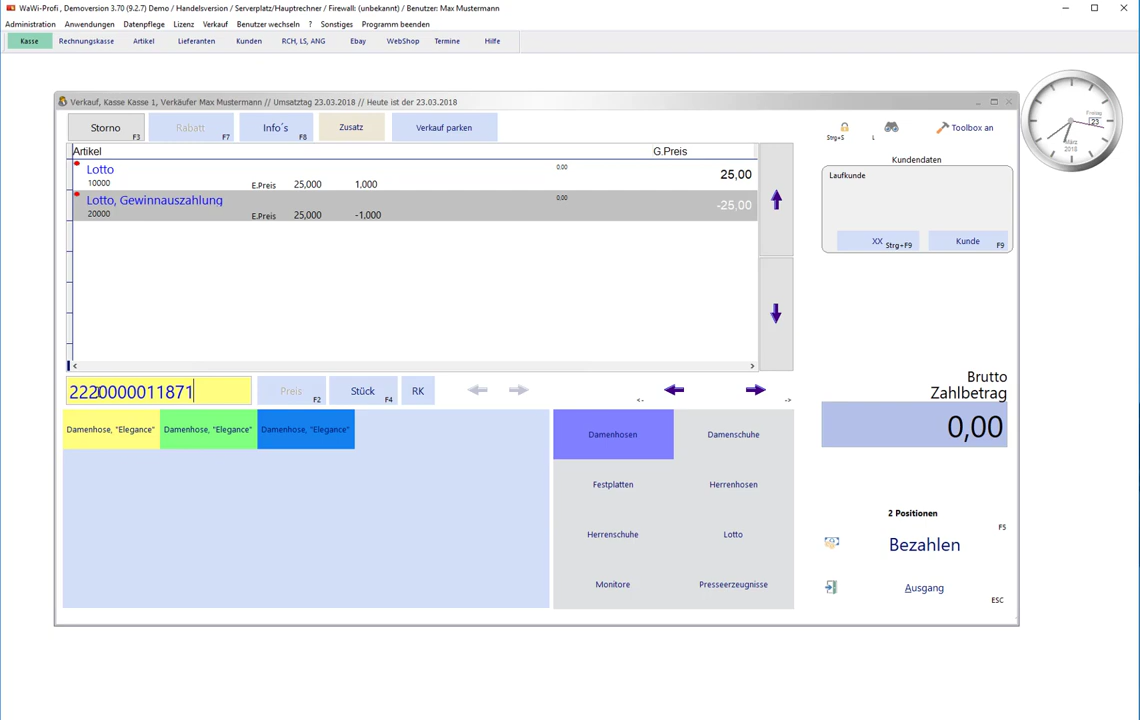 WaWi-Profi , Demoversion 3.70 (9.2.7) Demo / Handelsversion / Serverplatz/Hauptrechner / Firewall: (unbekannt) / Benutzer: Max Mustermann
Administration Anwendungen Datenpflege Lizenz Verkauf Benutzer wechseln ? Sonstiges Programm beenden
Kasse Rechnungskasse Artikel Lieferanten Kunden RCH, LS, ANG Ebay WebShop Termine Hilfe
Verkauf, Kasse Kasse 1, Verkäufer Max Mustermann // Umsatztag 23.03.2018 // Heute ist der 23.03.2018
Storno F3 Rabatt F7 Info´s F8 Zusatz Verkauf parken
Strg+S L Toolbox an
Freitag
23
März
2018
Artikel G.Preis
Lotto 0,00 25,00
10000 E.Preis 25,000 1,000
Lotto, Gewinnauszahlung 0,00 -25,00
20000 E.Preis 25,000 -1,000
Kundendaten
Laufkunde
XX Strg+F9 Kunde F9
2220000011871 Preis F2 Stück F4 RK <- ->
Brutto
Zahlbetrag
0,00
Damenhose, "Elegance" Damenhose, "Elegance" Damenhose, "Elegance"
Damenhosen Damenschuhe
Festplatten Herrenhosen
Herrenschuhe Lotto
Monitore Presseerzeugnisse
2 Positionen
F5
Bezahlen
Ausgang
ESC